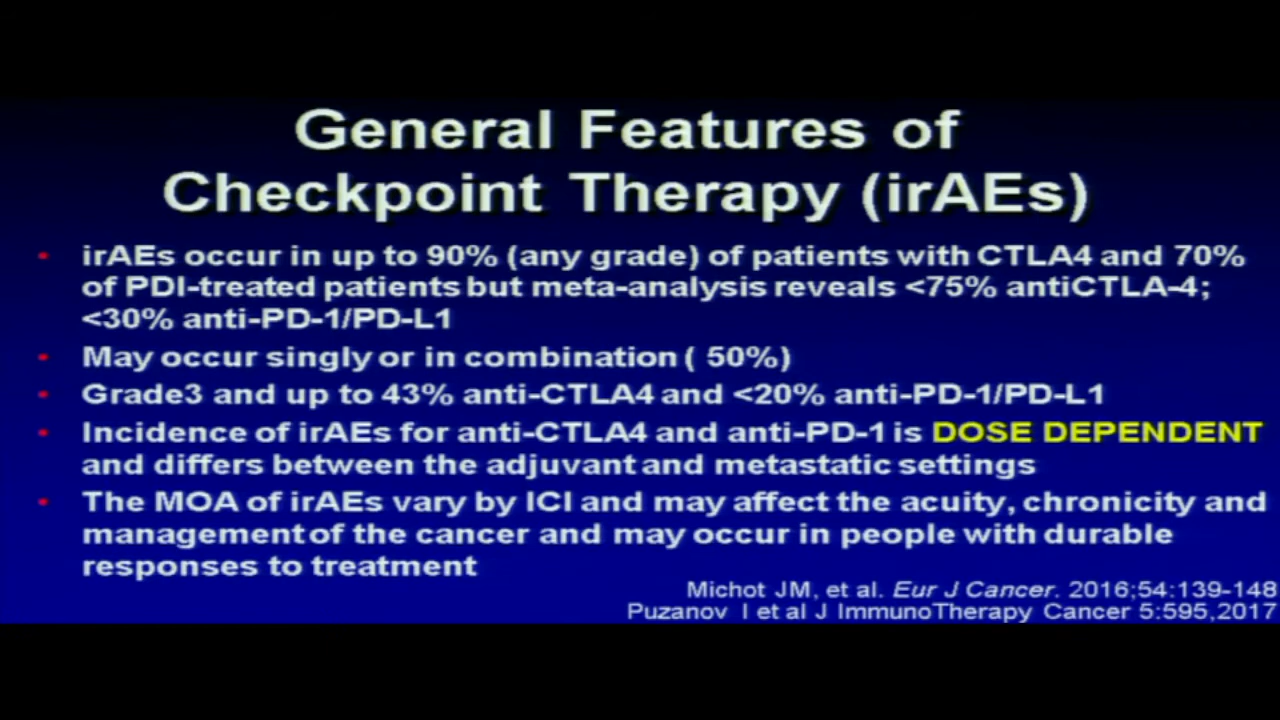 General Features of
Checkpoint Therapy (irAEs)
• irAEs occur in up to 90% (any grade) of patients with CTLA4 and 70%
of PDI-treated patients but meta-analysis reveals <75% antiCTLA-4;
<30% anti-PD-1/PD-L1
• May occur singly or in combination ( 50%)
• Grade3 and up to 43% anti-CTLA4 and <20% anti-PD-1/PD-L1
• Incidence of irAEs for anti-CTLA4 and anti-PD-1 is DOSE DEPENDENT
and differs between the adjuvant and metastatic settings
• The MOA of irAEs vary by ICI and may affect the acuity, chronicity and
management of the cancer and may occur in people with durable
responses to treatment
Michot JM, et al. Eur J Cancer. 2016;54:139-148
Puzanov I et al J ImmunoTherapy Cancer 5:595,2017